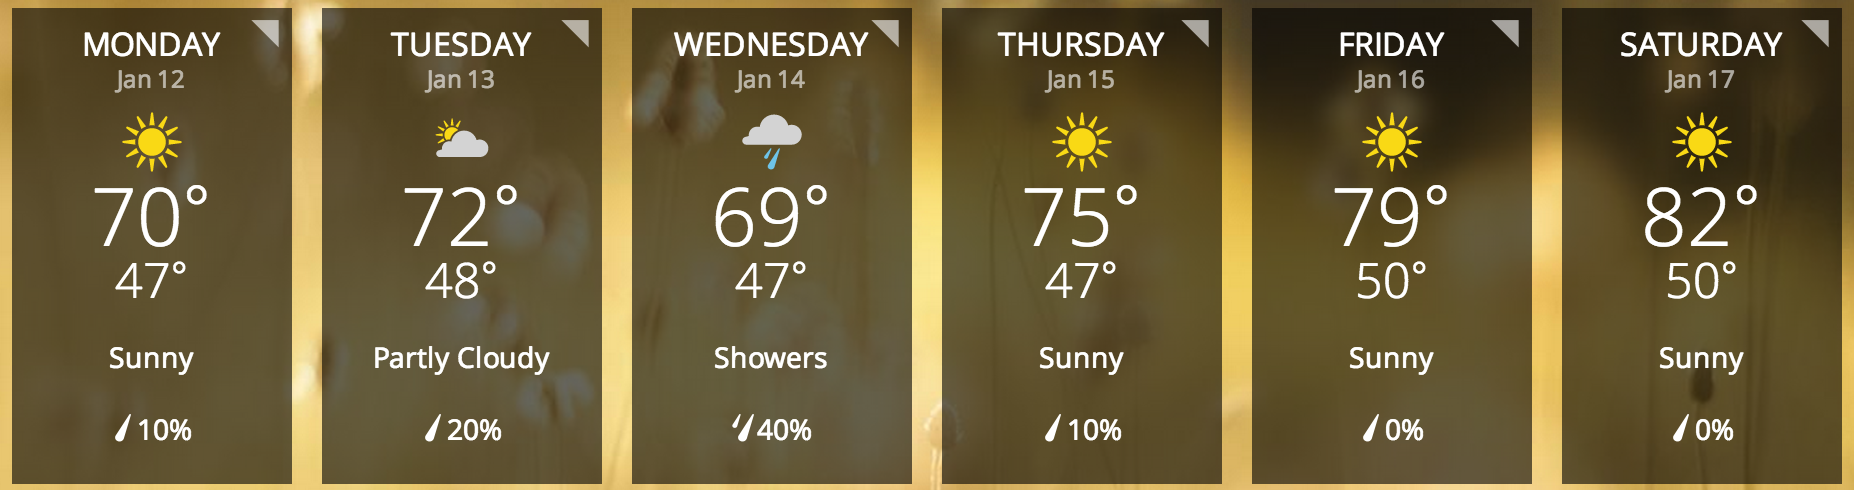 MONDAY
Jan 12
70°
47°
Sunny
10%
TUESDAY
Jan 13
72°
48°
Partly Cloudy
20%
WEDNESDAY
Jan 14
69°
47°
Showers
40%
THURSDAY
Jan 15
75°
47°
Sunny
10%
FRIDAY
Jan 16
79°
50°
Sunny
0%
SATURDAY
Jan 17
82°
50°
Sunny
0%